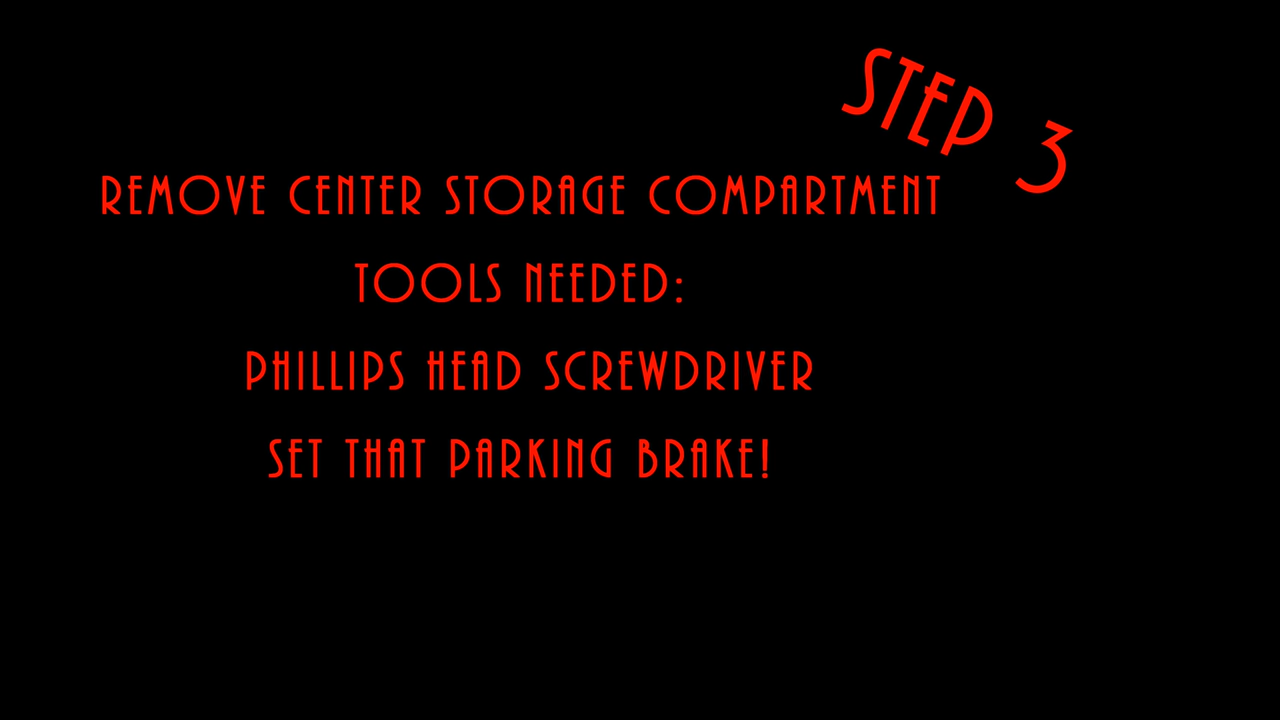 STEP 3
REMOVE CENTER STORAGE COMPARTMENT
TOOLS NEEDED:
PHILLIPS HEAD SCREWDRIVER
SET THAT PARKING BRAKE!